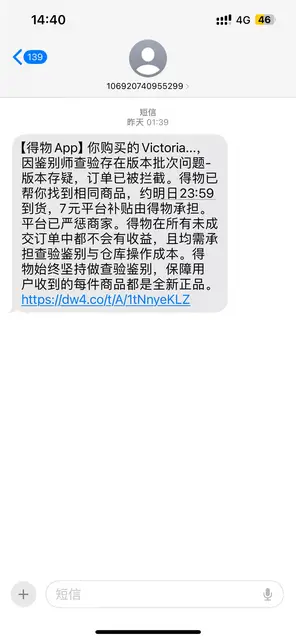 14:40
4G 46
139
106920740955299
短信
昨天 01:39
【得物 App】你购买的 Victoria...,
因鉴别师查验存在版本批次问题-
版本存疑，订单已被拦截。得物已
帮你找到相同商品，约明日23:59
到货，7元平台补贴由得物承担。
平台已严惩商家。得物在所有未成
交订单中都不会有收益，且均需承
担查验鉴别与仓库操作成本。得
物始终坚持做查验鉴别，保障用
户收到的每件商品都是全新正品。
https://dw4.co/t/A/1tNnyeKLZ
短信